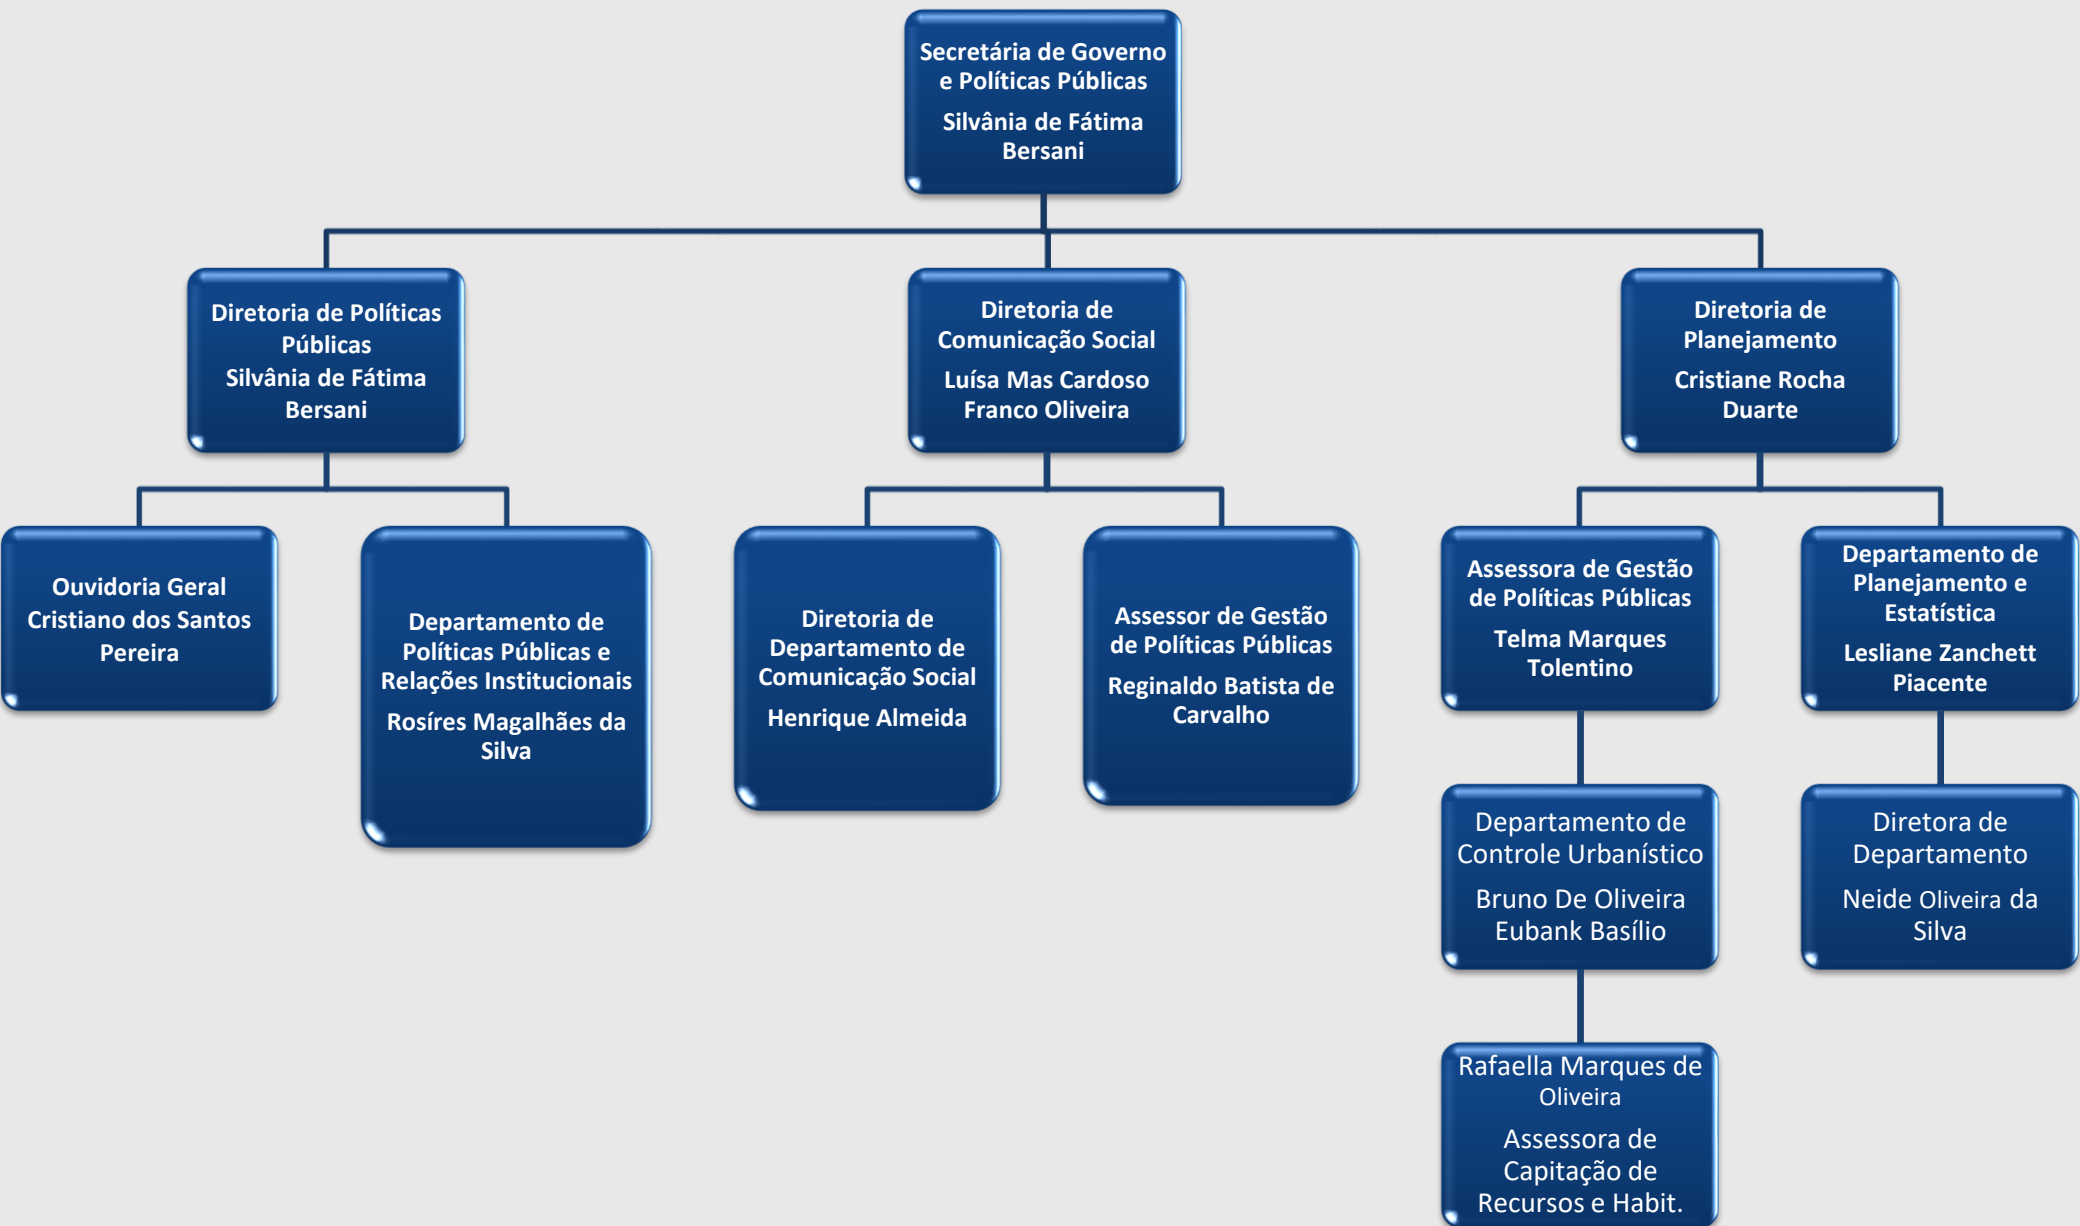 Secretária de Governo
e Políticas Públicas
Silvânia de Fátima
Bersani
Diretoria de Políticas
Públicas
Silvânia de Fátima
Bersani
Diretoria de
Comunicação Social
Luísa Mas Cardoso
Franco Oliveira
Diretoria de
Planejamento
Cristiane Rocha
Duarte
Ouvidoria Geral
Cristiano dos Santos
Pereira
Departamento de
Políticas Públicas e
Relações Institucionais
Rosíres Magalhães da
Silva
Diretoria de
Departamento de
Comunicação Social
Henrique Almeida
Assessor de Gestão
de Políticas Públicas
Reginaldo Batista de
Carvalho
Assessora de Gestão
de Políticas Públicas
Telma Marques
Tolentino
Departamento de
Planejamento e
Estatística
Lesliane Zanchett
Piacente
Departamento de
Controle Urbanístico
Bruno De Oliveira
Eubank Basílio
Diretora de
Departamento
Neide Oliveira da
Silva
Rafaella Marques de
Oliveira
Assessora de
Capitação de
Recursos e Habit.